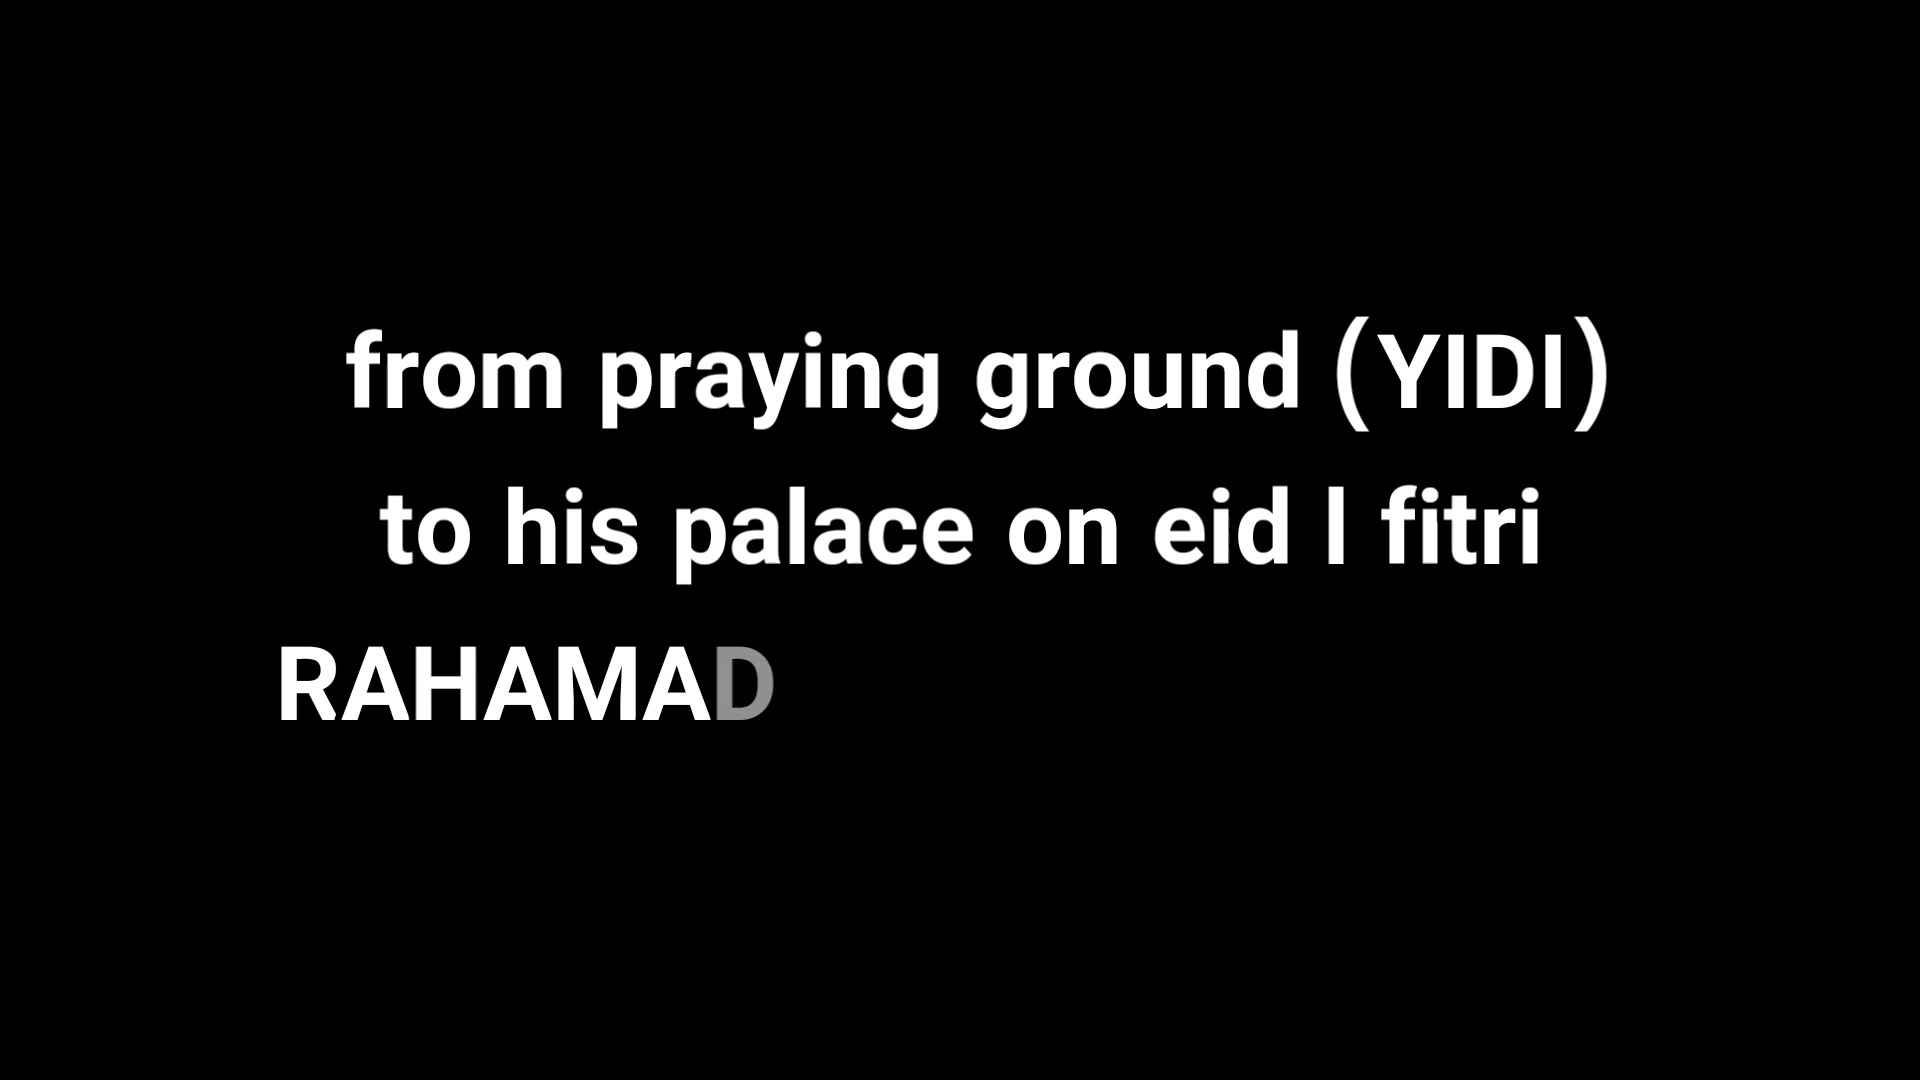 from praying ground (YIDI)
to his palace on eid l fitri
RAHAMAD